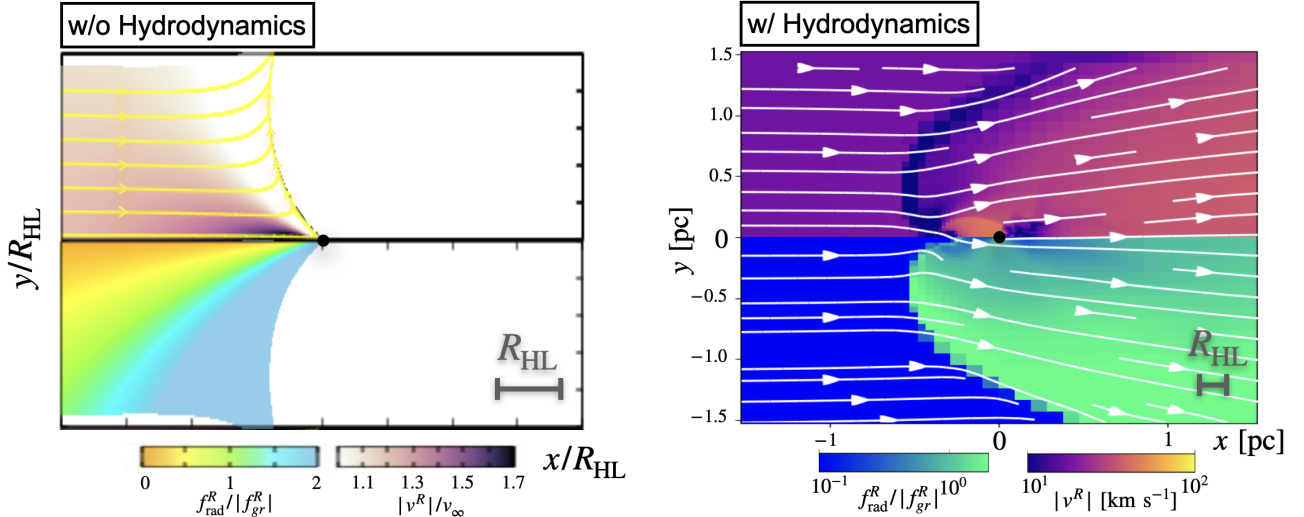 w/o Hydrodynamics
y/R_HL
R_HL
x/R_HL
0 1 2
f^R_rad/|f^R_gr|
1.1 1.3 1.5 1.7
|v^R|/v_∞
w/ Hydrodynamics
1.5
1.0
0.5
0
−0.5
−1.0
−1.5
y [pc]
R_HL
−1 0 1 x [pc]
10^−1 10^0
f^R_rad/|f^R_gr|
10^1 10^2
|v^R| [km s^−1]